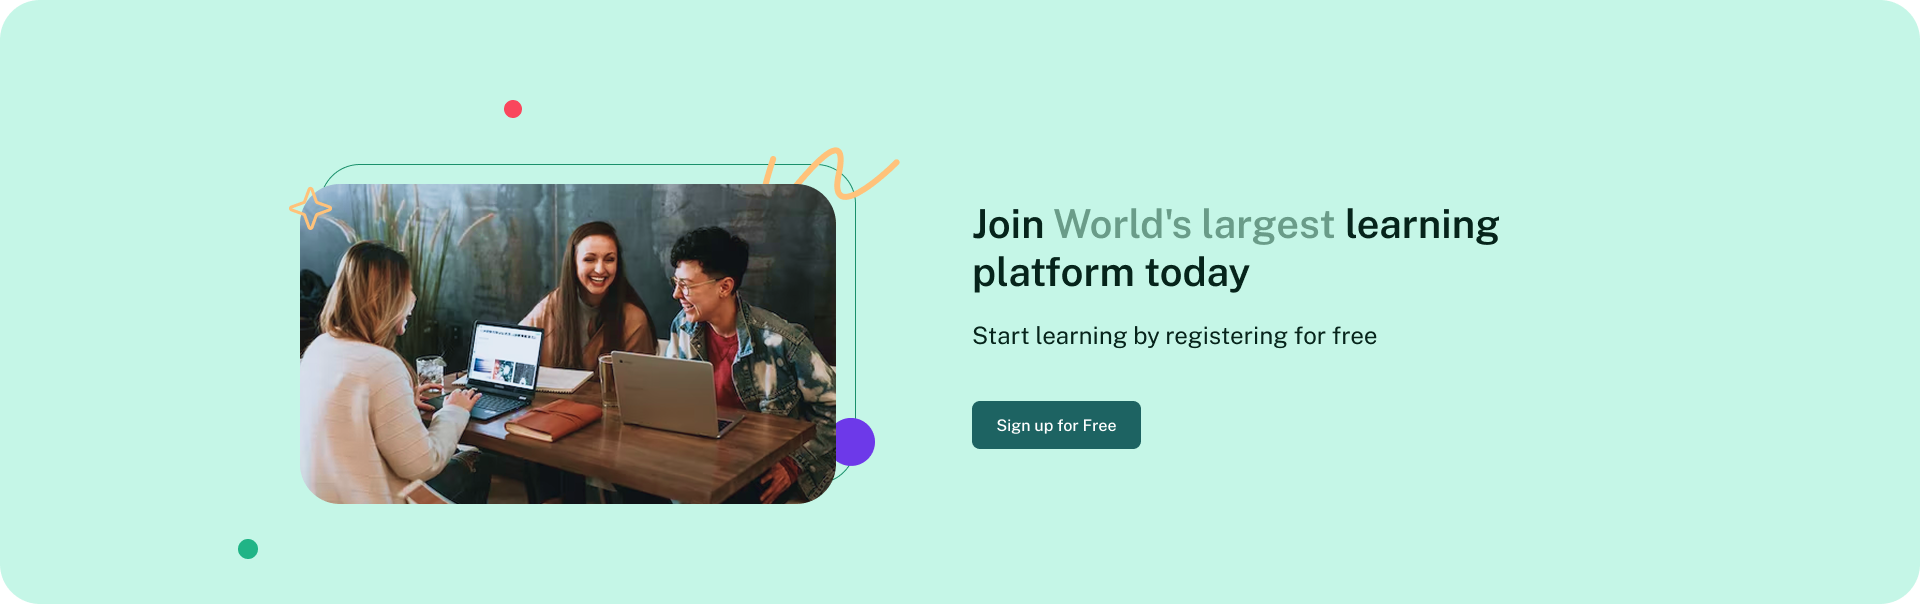 Join World's largest learning
platform today
Start learning by registering for free
Sign up for Free